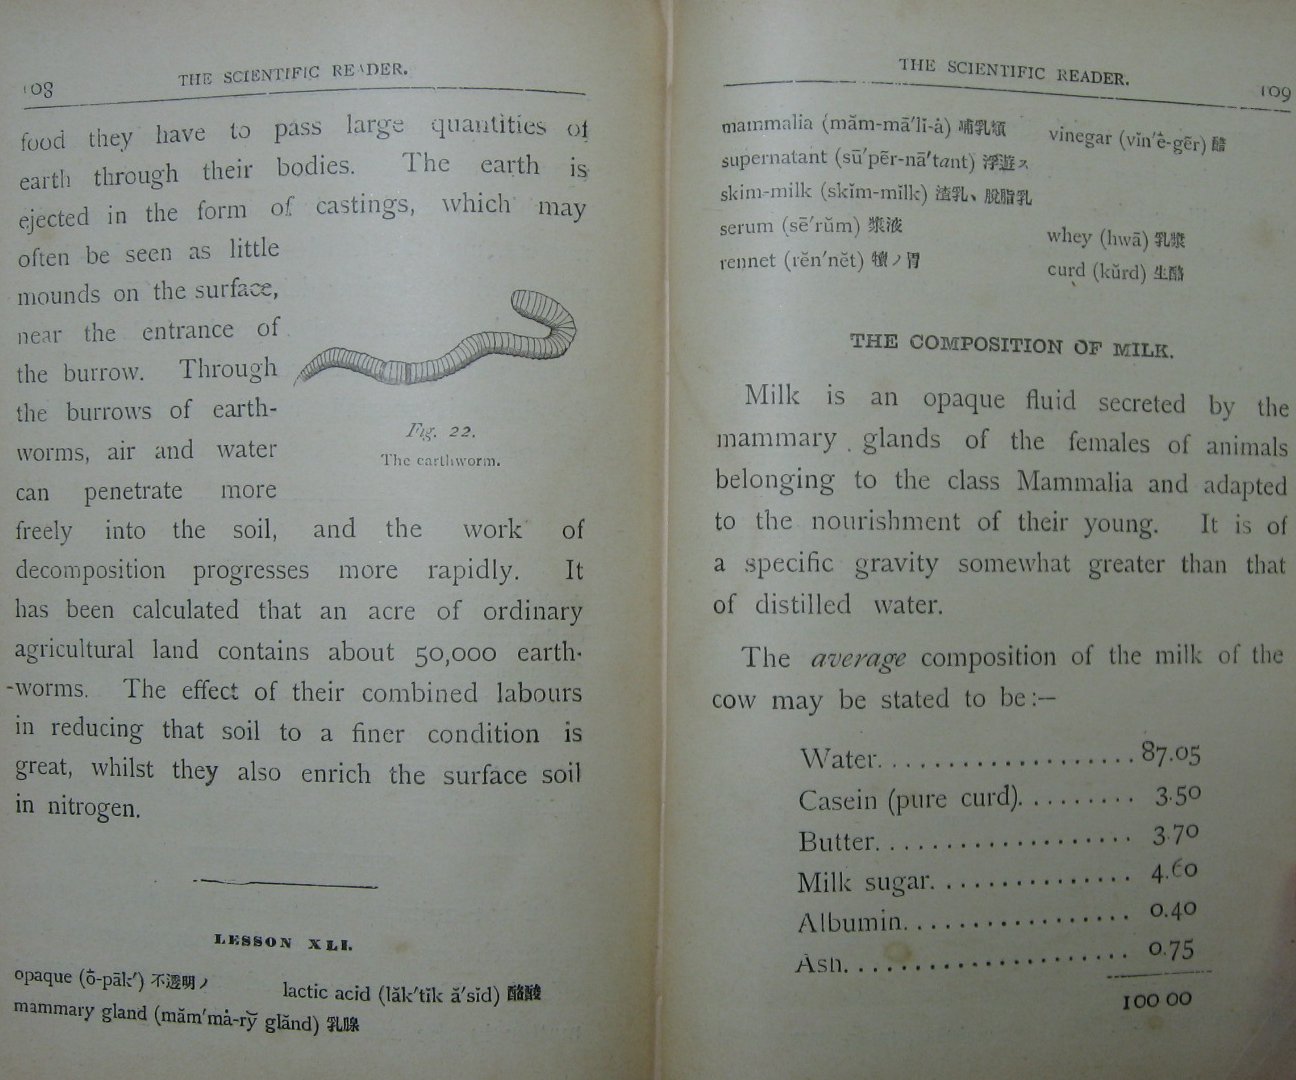 108
THE SCIENTIFIC READER.
food they have to pass large quantities of
earth through their bodies. The earth is
ejected in the form of castings, which may
often be seen as little
mounds on the surface,
near the entrance of
the burrow. Through
the burrows of earth-
worms, air and water
can penetrate more
Fig. 22.
The earthworm.
freely into the soil, and the work of
decomposition progresses more rapidly. It
has been calculated that an acre of ordinary
agricultural land contains about 50,000 earth-
-worms. The effect of their combined labours
in reducing that soil to a finer condition is
great, whilst they also enrich the surface soil
in nitrogen.
LESSON XLI.
opaque (ȯ-pāk′) 不透明ノ
lactic acid (lăk′tĭk ă′sĭd) 酪酸
mammary gland (măm′mȧ-ry̆ glănd) 乳腺
THE SCIENTIFIC READER.
109
mammalia (măm-mā′lĭ-ȧ) 哺乳類
vinegar (vĭn′ė-gẽr) 醋
supernatant (sū′pẽr-nā′tant) 浮遊ス
skim-milk (skĭm-mĭlk) 渣乳、脫脂乳
serum (sē′rŭm) 漿液
whey (hwā) 乳漿
rennet (rĕn′nĕt) 犢ノ胃
curd (kŭrd) 生酪
THE COMPOSITION OF MILK.
Milk is an opaque fluid secreted by the
mammary glands of the females of animals
belonging to the class Mammalia and adapted
to the nourishment of their young. It is of
a specific gravity somewhat greater than that
of distilled water.
The average composition of the milk of the
cow may be stated to be:—
Water. . . . . . . . . . . . . . . . . . . 87.05
Casein (pure curd). . . . . . . . . 3.50
Butter. . . . . . . . . . . . . . . . . . . 3.70
Milk sugar. . . . . . . . . . . . . . . 4.60
Albumin. . . . . . . . . . . . . . . . . 0.40
Ash. . . . . . . . . . . . . . . . . . . . . 0.75
100 00